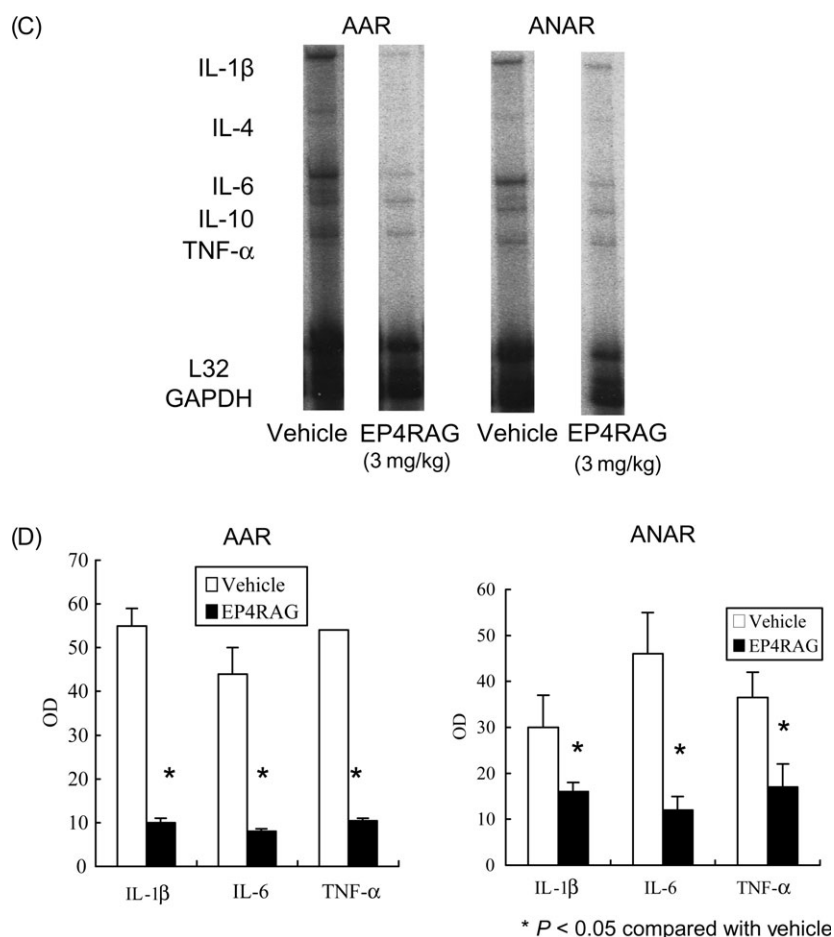 (C)
AAR ANAR
IL-1β
IL-4
IL-6
IL-10
TNF-α
L32
GAPDH
Vehicle EP4RAG Vehicle EP4RAG
(3 mg/kg) (3 mg/kg)
(D)
AAR
70
60
50
40
30
20
10
0
OD
Vehicle
EP4RAG
*
*
*
IL-1β IL-6 TNF-α
ANAR
60
50
40
30
20
10
0
OD
Vehicle
EP4RAG
*
*
*
IL-1β IL-6 TNF-α
* P < 0.05 compared with vehicle